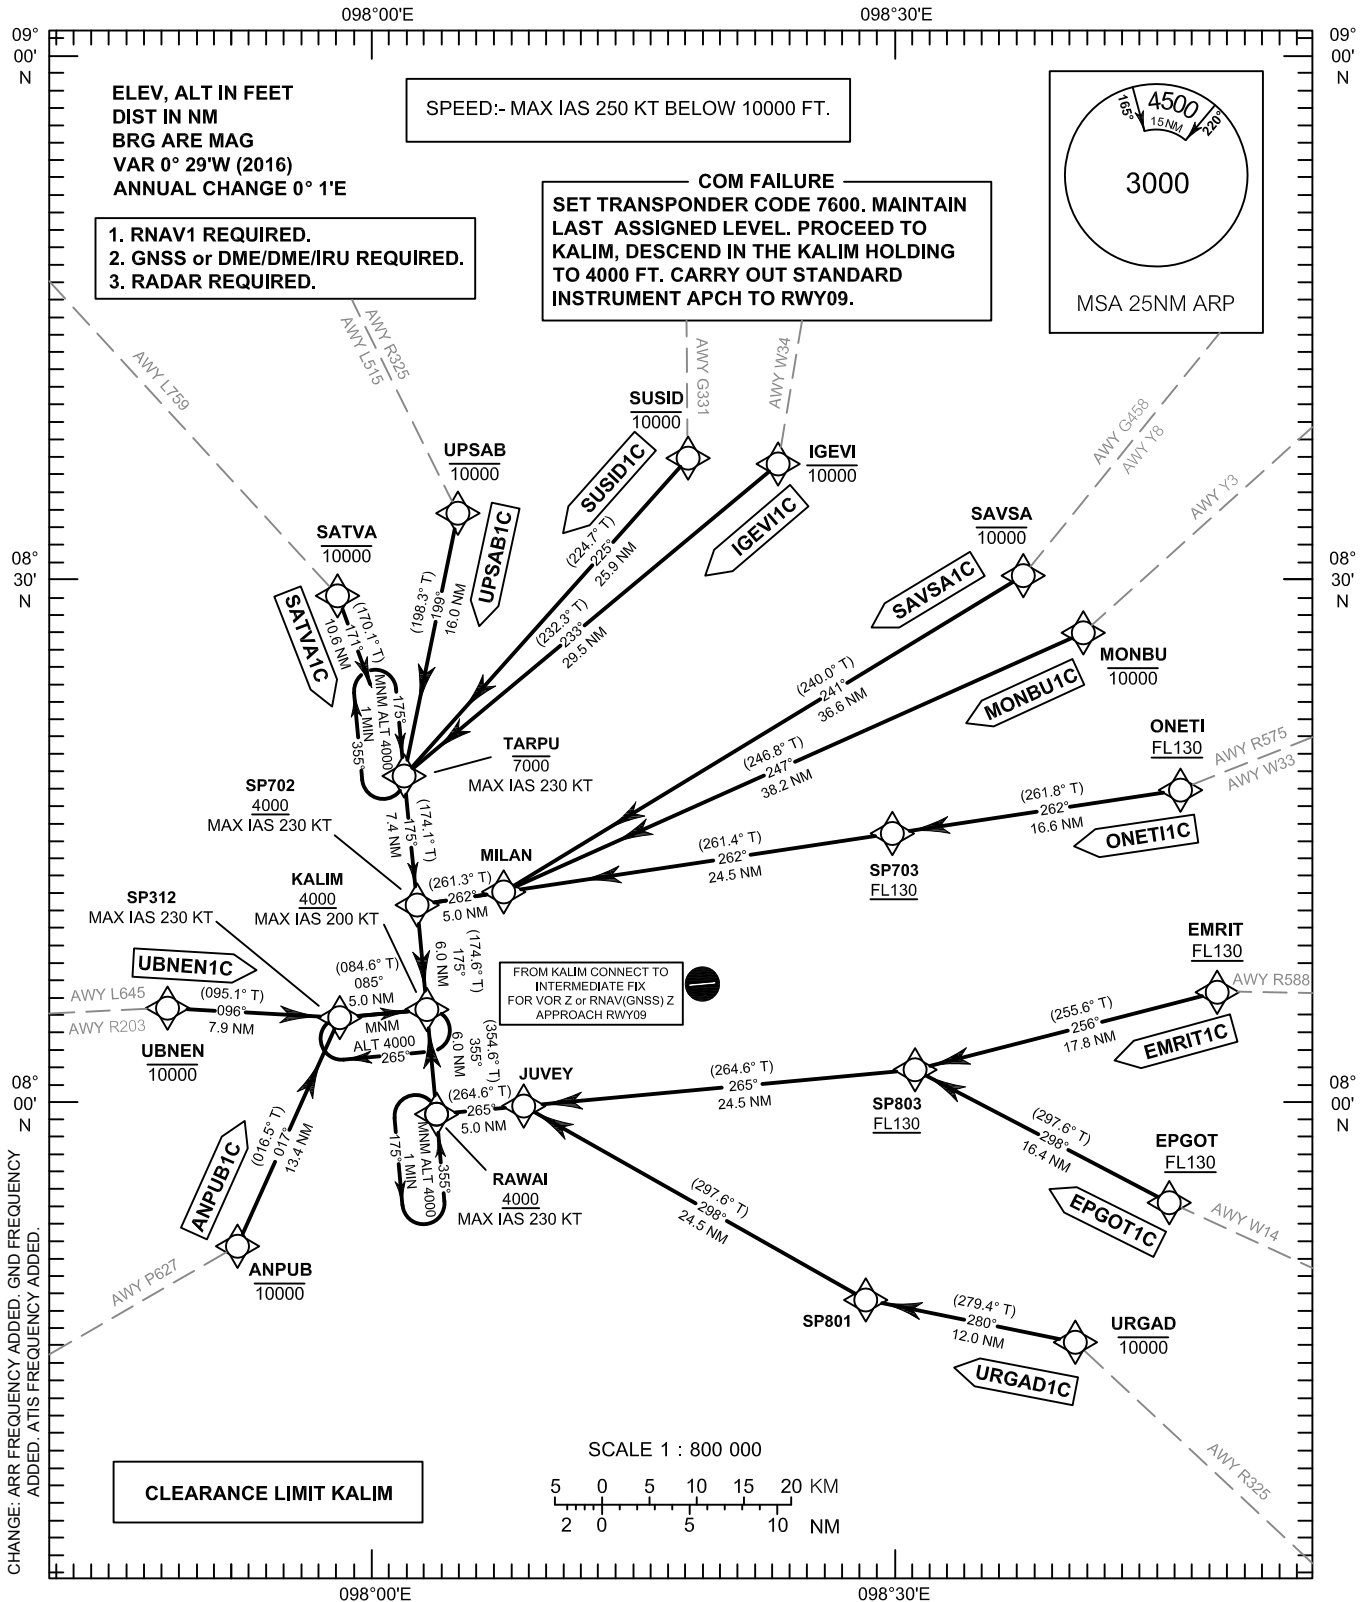 098°00'E
098°30'E
09°
00'
N
09°
00'
N
ELEV, ALT IN FEET
DIST IN NM
BRG ARE MAG
VAR 0° 29'W (2016)
ANNUAL CHANGE 0° 1'E
SPEED:- MAX IAS 250 KT BELOW 10000 FT.
165°
4500
15NM
220°
3000
MSA 25NM ARP
1. RNAV1 REQUIRED.
2. GNSS or DME/DME/IRU REQUIRED.
3. RADAR REQUIRED.
COM FAILURE
SET TRANSPONDER CODE 7600. MAINTAIN
LAST ASSIGNED LEVEL. PROCEED TO
KALIM, DESCEND IN THE KALIM HOLDING
TO 4000 FT. CARRY OUT STANDARD
INSTRUMENT APCH TO RWY09.
AWY L759
AWY R325
AWY L515
AWY G331
AWY W34
AWY G458
AWY Y8
AWY Y3
SUSID
10000
UPSAB
10000
IGEVI
10000
SATVA
10000
SAVSA
10000
SUSID1C
IGEVI1C
UPSAB1C
SATVA1C
SAVSA1C
MONBU1C
08°
30'
N
08°
30'
N
(224.7° T)
225°
25.9 NM
(232.3° T)
233°
29.5 NM
(198.3° T)
199°
16.0 NM
(170.1° T)
171°
10.6 NM
(240.0° T)
241°
36.6 NM
(246.8° T)
247°
38.2 NM
MONBU
10000
ONETI
FL130
AWY R575
AWY W33
175°
MNM ALT 4000
1 MIN
355°
TARPU
7000
MAX IAS 230 KT
SP702
4000
MAX IAS 230 KT
(174.1° T)
175°
7.4 NM
(261.8° T)
262°
16.6 NM
ONETI1C
(261.4° T)
262°
24.5 NM
SP703
FL130
MILAN
(261.3° T)
262°
5.0 NM
KALIM
4000
MAX IAS 200 KT
SP312
MAX IAS 230 KT
UBNEN1C
AWY L645
AWY R203
(095.1° T)
096°
7.9 NM
UBNEN
10000
(084.6° T)
085°
5.0 NM
MNM
ALT 4000
265°
(174.6° T)
175°
6.0 NM
FROM KALIM CONNECT TO
INTERMEDIATE FIX
FOR VOR Z or RNAV(GNSS) Z
APPROACH RWY09
EMRIT
FL130
AWY R588
(255.6° T)
256°
17.8 NM
EMRIT1C
(354.6° T)
355°
6.0 NM
JUVEY
(264.6° T)
265°
5.0 NM
(264.6° T)
265°
24.5 NM
SP803
FL130
08°
00'
N
08°
00'
N
(297.6° T)
298°
16.4 NM
EPGOT
FL130
EPGOT1C
AWY W14
175°
1 MIN
MNM ALT 4000
355°
RAWAI
4000
MAX IAS 230 KT
(016.5° T)
017°
13.4 NM
ANPUB1C
ANPUB
10000
AWY P627
(297.6° T)
298°
24.5 NM
SP801
(279.4° T)
280°
12.0 NM
URGAD
10000
URGAD1C
AWY R325
CHANGE: ARR FREQUENCY ADDED. GND FREQUENCY
ADDED. ATIS FREQUENCY ADDED.
CLEARANCE LIMIT KALIM
SCALE 1 : 800 000
5 0 5 10 15 20 KM
2 0 5 10 NM
098°00'E
098°30'E